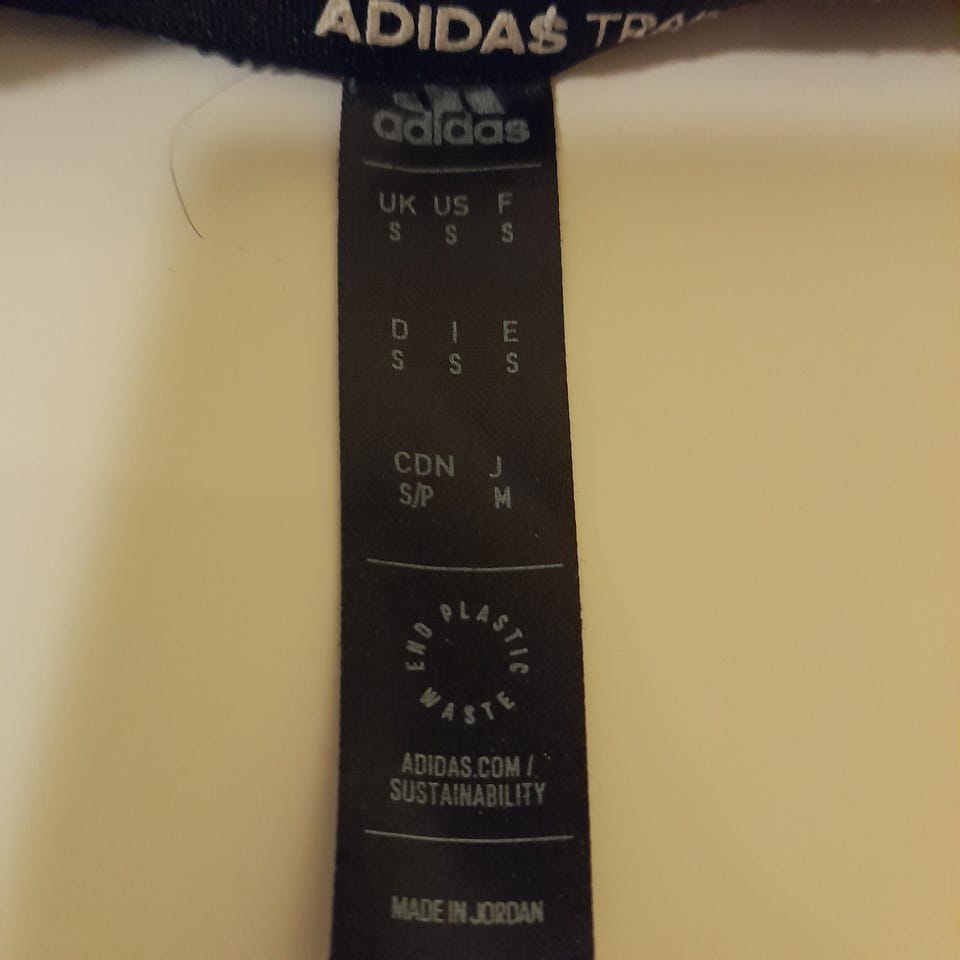 ADIDAS
adidas
UK US F
S S S
D I E
S S S
CDN J
S/P M
END PLASTIC WASTE
ADIDAS.COM /
SUSTAINABILITY
MADE IN JORDAN